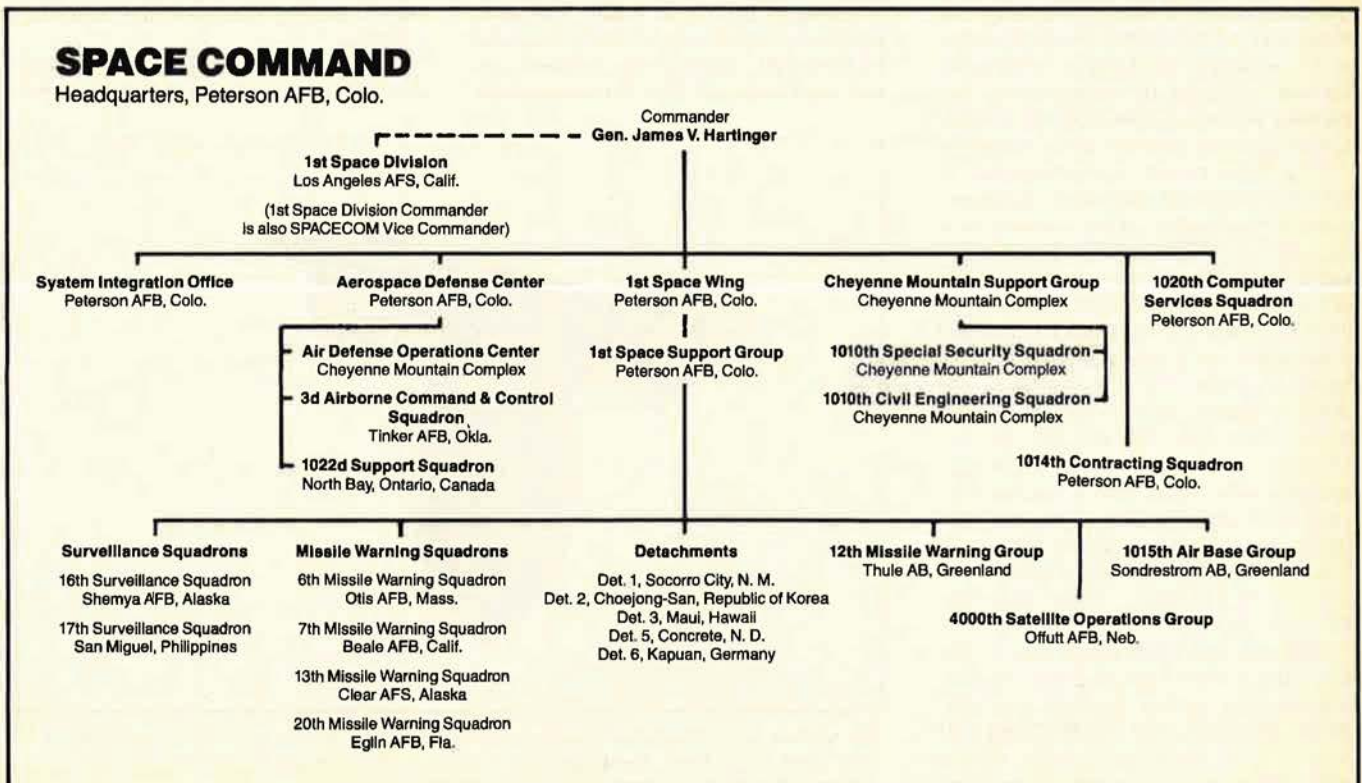 SPACE COMMAND
Headquarters, Peterson AFB, Colo.
Commander
Gen. James V. Hartinger
1st Space Division
Los Angeles AFS, Calif.
(1st Space Division Commander
is also SPACECOM Vice Commander)
System Integration Office
Peterson AFB, Colo.
Aerospace Defense Center
Peterson AFB, Colo.
Air Defense Operations Center
Cheyenne Mountain Complex
3d Airborne Command & Control
Squadron
Tinker AFB, Okla.
1022d Support Squadron
North Bay, Ontario, Canada
1st Space Wing
Peterson AFB, Colo.
1st Space Support Group
Peterson AFB, Colo.
Cheyenne Mountain Support Group
Cheyenne Mountain Complex
1010th Special Security Squadron
Cheyenne Mountain Complex
1010th Civil Engineering Squadron
Cheyenne Mountain Complex
1020th Computer
Services Squadron
Peterson AFB, Colo.
1014th Contracting Squadron
Peterson AFB, Colo.
Surveillance Squadrons
16th Surveillance Squadron
Shemya AFB, Alaska
17th Surveillance Squadron
San Miguel, Philippines
Missile Warning Squadrons
6th Missile Warning Squadron
Otis AFB, Mass.
7th Missile Warning Squadron
Beale AFB, Calif.
13th Missile Warning Squadron
Clear AFS, Alaska
20th Missile Warning Squadron
Eglin AFB, Fla.
Detachments
Det. 1, Socorro City, N. M.
Det. 2, Choejong-San, Republic of Korea
Det. 3, Maui, Hawaii
Det. 5, Concrete, N. D.
Det. 6, Kapuan, Germany
12th Missile Warning Group
Thule AB, Greenland
4000th Satellite Operations Group
Offutt AFB, Neb.
1015th Air Base Group
Sondrestrom AB, Greenland